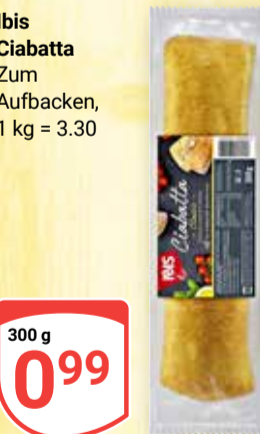 Ibis
Ciabatta
Zum
Aufbacken,
1 kg = 3.30
IBIS
Ciabatta
300 g
0.99